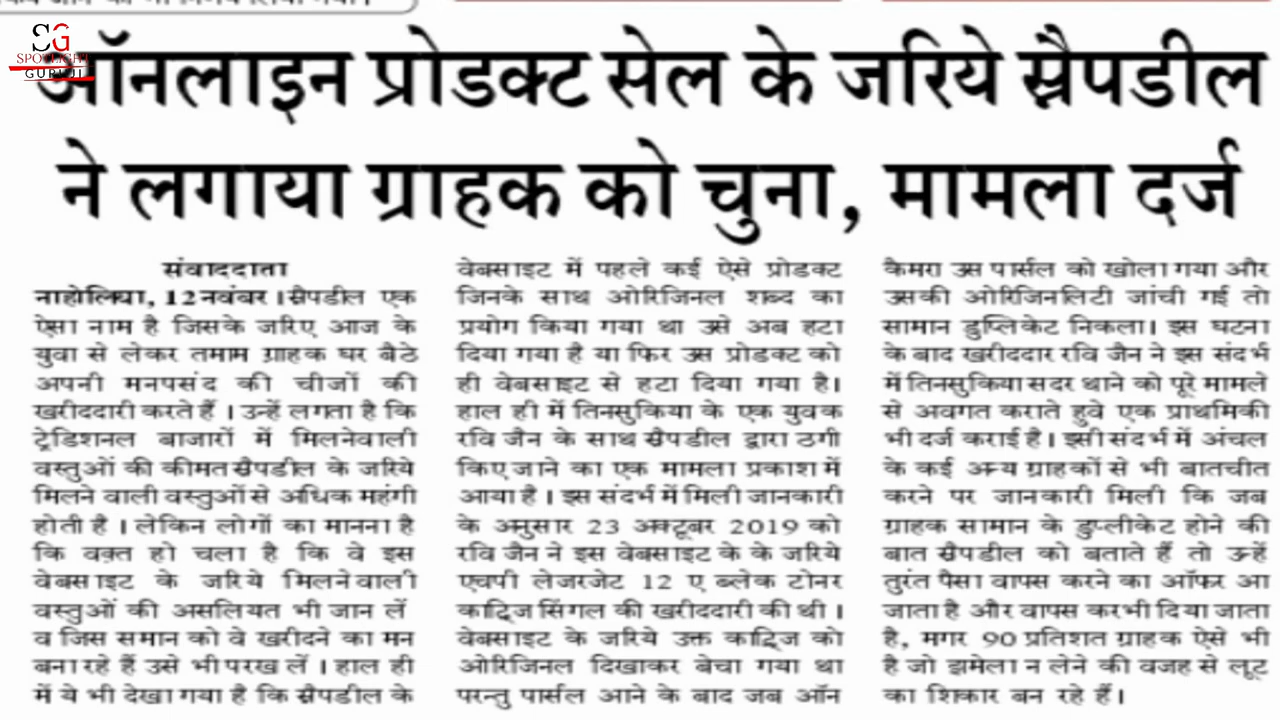 SG
SPOTLIGHT
GURUJI
ऑनलाइन प्रोडक्ट सेल के जरिये स्नैपडील
ने लगाया ग्राहक को चुना, मामला दर्ज
संवाददाता
नाहोलिया, 12 नवंबर । स्नैपडील एक
ऐसा नाम है जिसके जरिए आज के
युवा से लेकर तमाम ग्राहक घर बैठे
अपनी मनपसंद की चीजों की
खरीददारी करते हैं । उन्हें लगता है कि
ट्रेडिशनल बाजारों में मिलनेवाली
वस्तुओं की कीमत स्नैपडील के जरिये
मिलने वाली वस्तुओं से अधिक महंगी
होती है । लेकिन लोगों का मानना है
कि वक़्त हो चला है कि वे इस
वेबसाइट के जरिये मिलनेवाली
वस्तुओं की असलियत भी जान लें
व जिस समान को वे खरीदने का मन
बना रहे हैं उसे भी परख लें । हाल ही
में ये भी देखा गया है कि स्नैपडील के
वेबसाइट में पहले कई ऐसे प्रोडक्ट
जिनके साथ ओरिजिनल शब्द का
प्रयोग किया गया था उसे अब हटा
दिया गया है या फिर उस प्रोडक्ट को
ही वेबसाइट से हटा दिया गया है।
हाल ही में तिनसुकिया के एक युवक
रवि जैन के साथ स्नैपडील द्वारा ठगी
किए जाने का एक मामला प्रकाश में
आया है । इस संदर्भ में मिली जानकारी
के अनुसार 23 अक्टूबर 2019 को
रवि जैन ने इस वेबसाइट के के जरिये
एचपी लेजरजेट 12 ए ब्लेक टोनर
काट्रिज सिंगल की खरीददारी की थी ।
वेबसाइट के जरिये उक्त काट्रिज को
ओरिजिनल दिखाकर बेचा गया था
परन्तु पार्सल आने के बाद जब ऑन
कैमरा उस पार्सल को खोला गया और
उसकी ओरिजिनलिटी जांची गई तो
सामान डुप्लिकेट निकला। इस घटना
के बाद खरीददार रवि जैन ने इस संदर्भ
में तिनसुकिया सदर थाने को पूरे मामले
से अवगत कराते हुवे एक प्राथमिकी
भी दर्ज कराई है। इसी संदर्भ में अंचल
के कई अन्य ग्राहकों से भी बातचीत
करने पर जानकारी मिली कि जब
ग्राहक सामान के डुप्लीकेट होने की
बात स्नैपडील को बताते हैं तो उन्हें
तुरंत पैसा वापस करने का ऑफर आ
जाता है और वापस कर भी दिया जाता
है, मगर 90 प्रतिशत ग्राहक ऐसे भी
है जो झमेला न लेने की वजह से लूट
का शिकार बन रहे हैं।